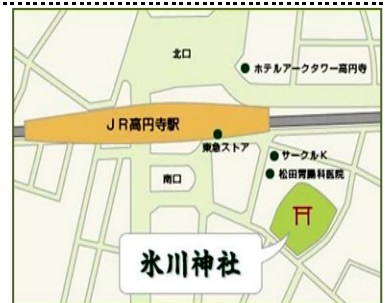 北口
ホテルアークタワー高円寺
JR高円寺駅
東急ストア
サークルK
南口
松田胃腸科医院
氷川神社